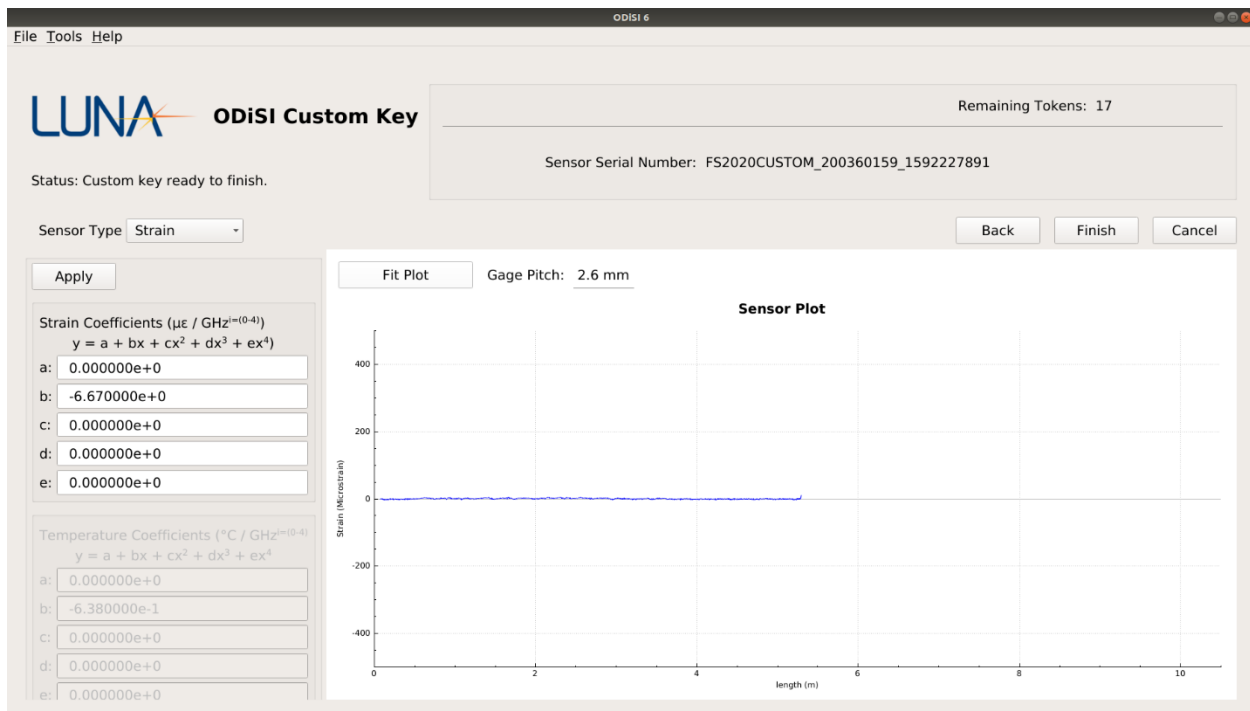 ODiSI 6
File Tools Help
LUNA
ODiSI Custom Key
Remaining Tokens: 17
Sensor Serial Number: FS2020CUSTOM_200360159_1592227891
Status: Custom key ready to finish.
Sensor Type Strain
Back Finish Cancel
Apply
Fit Plot Gage Pitch: 2.6 mm
Strain Coefficients (με / GHzⁱ⁼⁽⁰⁻⁴⁾)
y = a + bx + cx² + dx³ + ex⁴)
a: 0.000000e+0
b: -6.670000e+0
c: 0.000000e+0
d: 0.000000e+0
e: 0.000000e+0
Temperature Coefficients (°C / GHzⁱ⁼⁽⁰⁻⁴⁾
y = a + bx + cx² + dx³ + ex⁴
a: 0.000000e+0
b: -6.380000e-1
c: 0.000000e+0
d: 0.000000e+0
e: 0.000000e+0
Sensor Plot
Strain (Microstrain)
400
200
0
-200
-400
0 2 4 6 8 10
length (m)